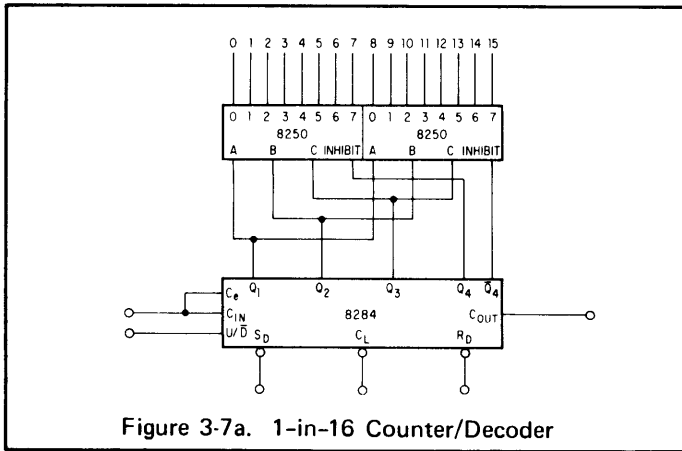 0 1 2 3 4 5 6 7 8 9 10 11 12 13 14 15
0 1 2 3 4 5 6 7 0 1 2 3 4 5 6 7
8250 8250
A B C INHIBIT A B C INHIBIT
Ce Q1 Q2 Q3 Q4 Q̅4
CIN 8284 COUT
U/D̅ SD CL RD
Figure 3-7a. 1-in-16 Counter/Decoder